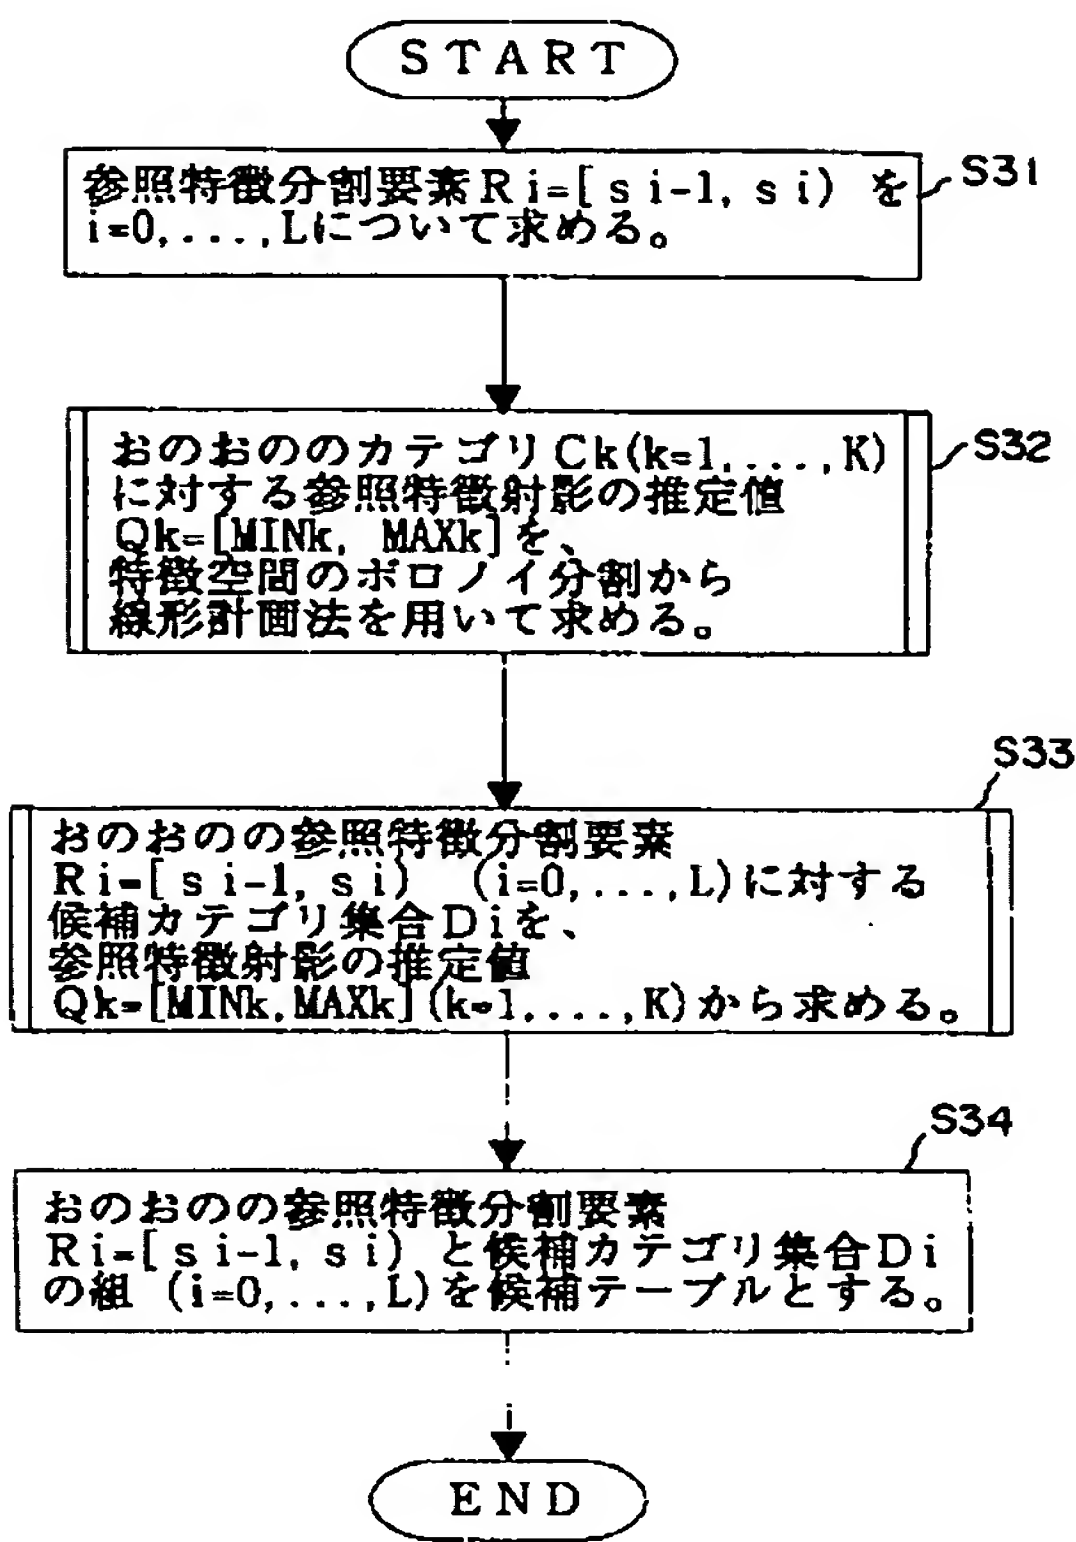 START
S31
参照特徴分割要素Ri=[si-1, si) を
i=0,...,Lについて求める。
S32
おのおののカテゴリCk(k=1,...,K)
に対する参照特徴射影の推定値
Qk=[MINk, MAXk]を、
特徴空間のボロノイ分割から
線形計画法を用いて求める。
S33
おのおのの参照特徴分割要素
Ri=[si-1, si) (i=0,...,L)に対する
候補カテゴリ集合Diを、
参照特徴射影の推定値
Qk=[MINk,MAXk](k=1,...,K)から求める。
S34
おのおのの参照特徴分割要素
Ri=[si-1, si) と候補カテゴリ集合Di
の組 (i=0,...,L)を候補テーブルとする。
END